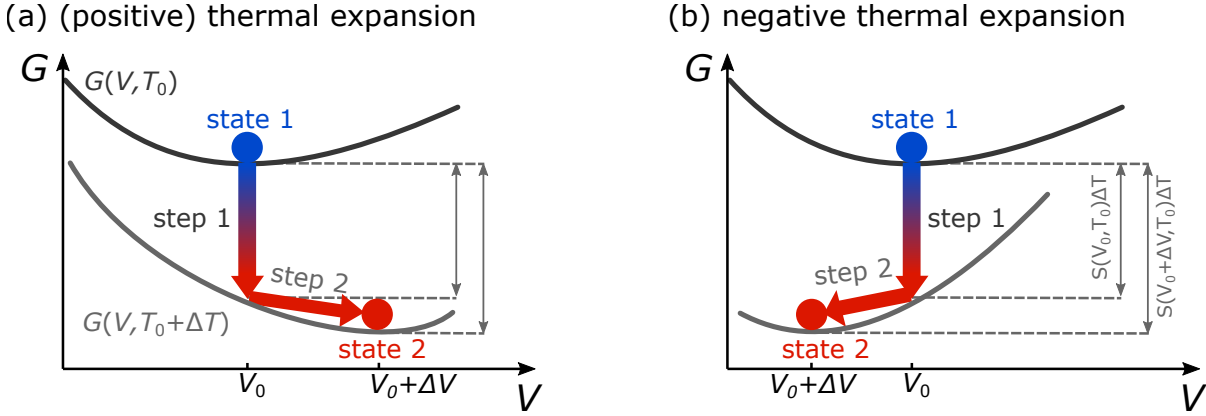 (a) (positive) thermal expansion
G
G(V,T₀)
state 1
step 1
step 2
G(V,T₀+ΔT)
state 2
V₀
V₀+ΔV
V
(b) negative thermal expansion
G
state 1
step 1
step 2
S(V₀,T₀)ΔT
S(V₀+ΔV,T₀)ΔT
state 2
V₀+ΔV
V₀
V